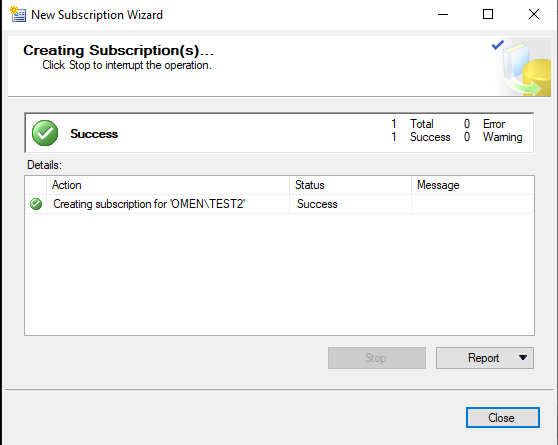 New Subscription Wizard
Creating Subscription(s)...
Click Stop to interrupt the operation.
Success
1 Total 0 Error
1 Success 0 Warning
Details:
Action Status Message
Creating subscription for 'OMEN\TEST2' Success
Stop Report
Close